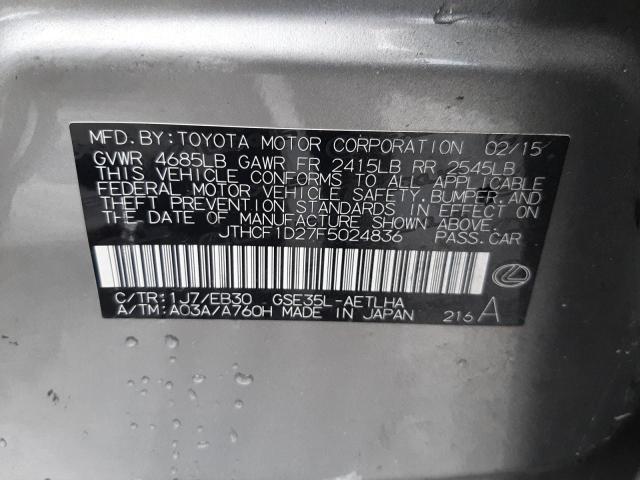 MFD.BY:TOYOTA MOTOR CORPORATION 02/15
GVWR 4685LB GAWR FR 2415LB RR 2545LB
THIS VEHICLE CONFORMS TO ALL APPLICABLE
FEDERAL MOTOR VEHICLE SAFETY, BUMPER, AND
THEFT PREVENTION STANDARDS IN EFFECT ON
THE DATE OF MANUFACTURE SHOWN ABOVE.
JTHCF1D27F5024836 PASS.CAR
C/TR:1J7/EB30 GSE35L-AETLHA
A/TM:A03A/A760H MADE IN JAPAN 216 A